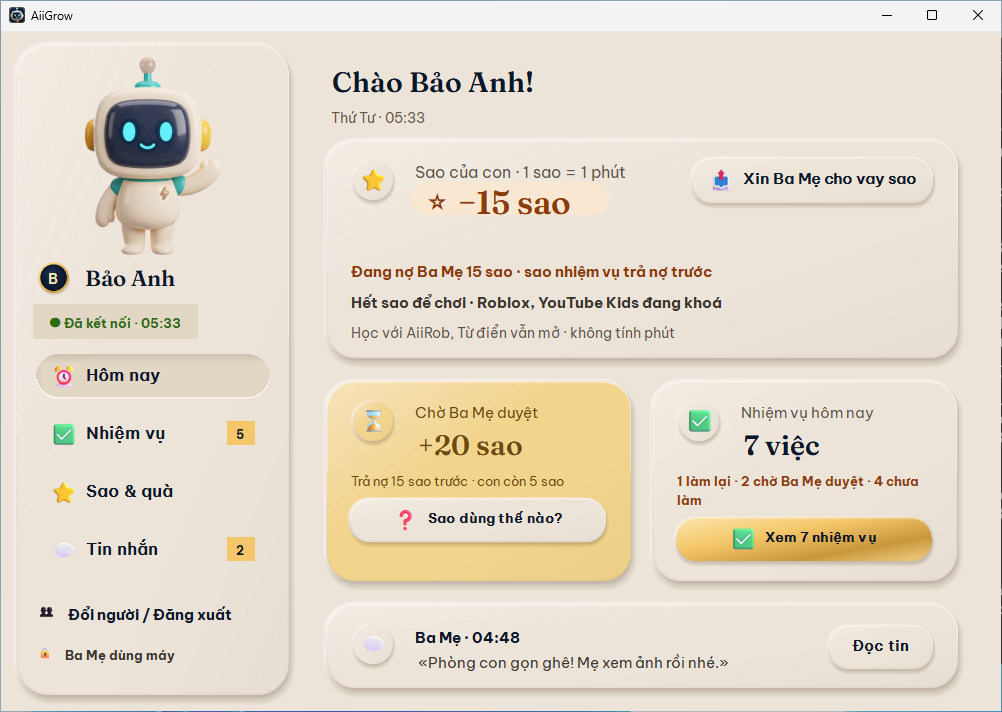 AiiGrow
B
Bảo Anh
Đã kết nối · 05:33
Hôm nay
Nhiệm vụ 5
Sao & quà
Tin nhắn 2
Đổi người / Đăng xuất
Ba Mẹ dùng máy
Chào Bảo Anh!
Thứ Tư · 05:33
Sao của con · 1 sao = 1 phút
☆ −15 sao
Xin Ba Mẹ cho vay sao
Đang nợ Ba Mẹ 15 sao · sao nhiệm vụ trả nợ trước
Hết sao để chơi · Roblox, YouTube Kids đang khoá
Học với AiiRob, Từ điển vẫn mở · không tính phút
Chờ Ba Mẹ duyệt
+20 sao
Trả nợ 15 sao trước · con còn 5 sao
❓ Sao dùng thế nào?
Nhiệm vụ hôm nay
7 việc
1 làm lại · 2 chờ Ba Mẹ duyệt · 4 chưa
làm
Xem 7 nhiệm vụ
Ba Mẹ · 04:48
«Phòng con gọn ghê! Mẹ xem ảnh rồi nhé.»
Đọc tin